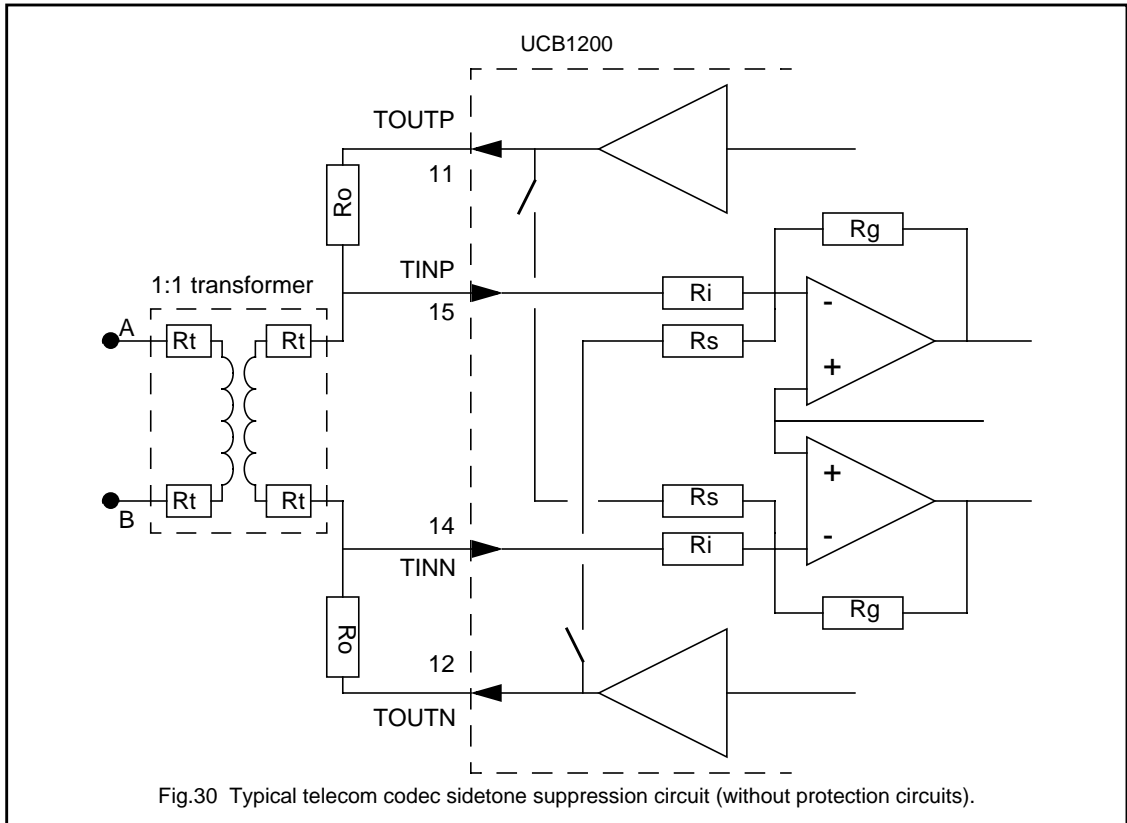 UCB1200
TOUTP
11
Ro
TINP
15
Rg
1:1 transformer
Ri
-
A
Rt
Rt
Rs
+
+
B
Rt
Rt
14
Rs
Ri
-
TINN
Rg
Ro
12
TOUTN
Fig.30 Typical telecom codec sidetone suppression circuit (without protection circuits).